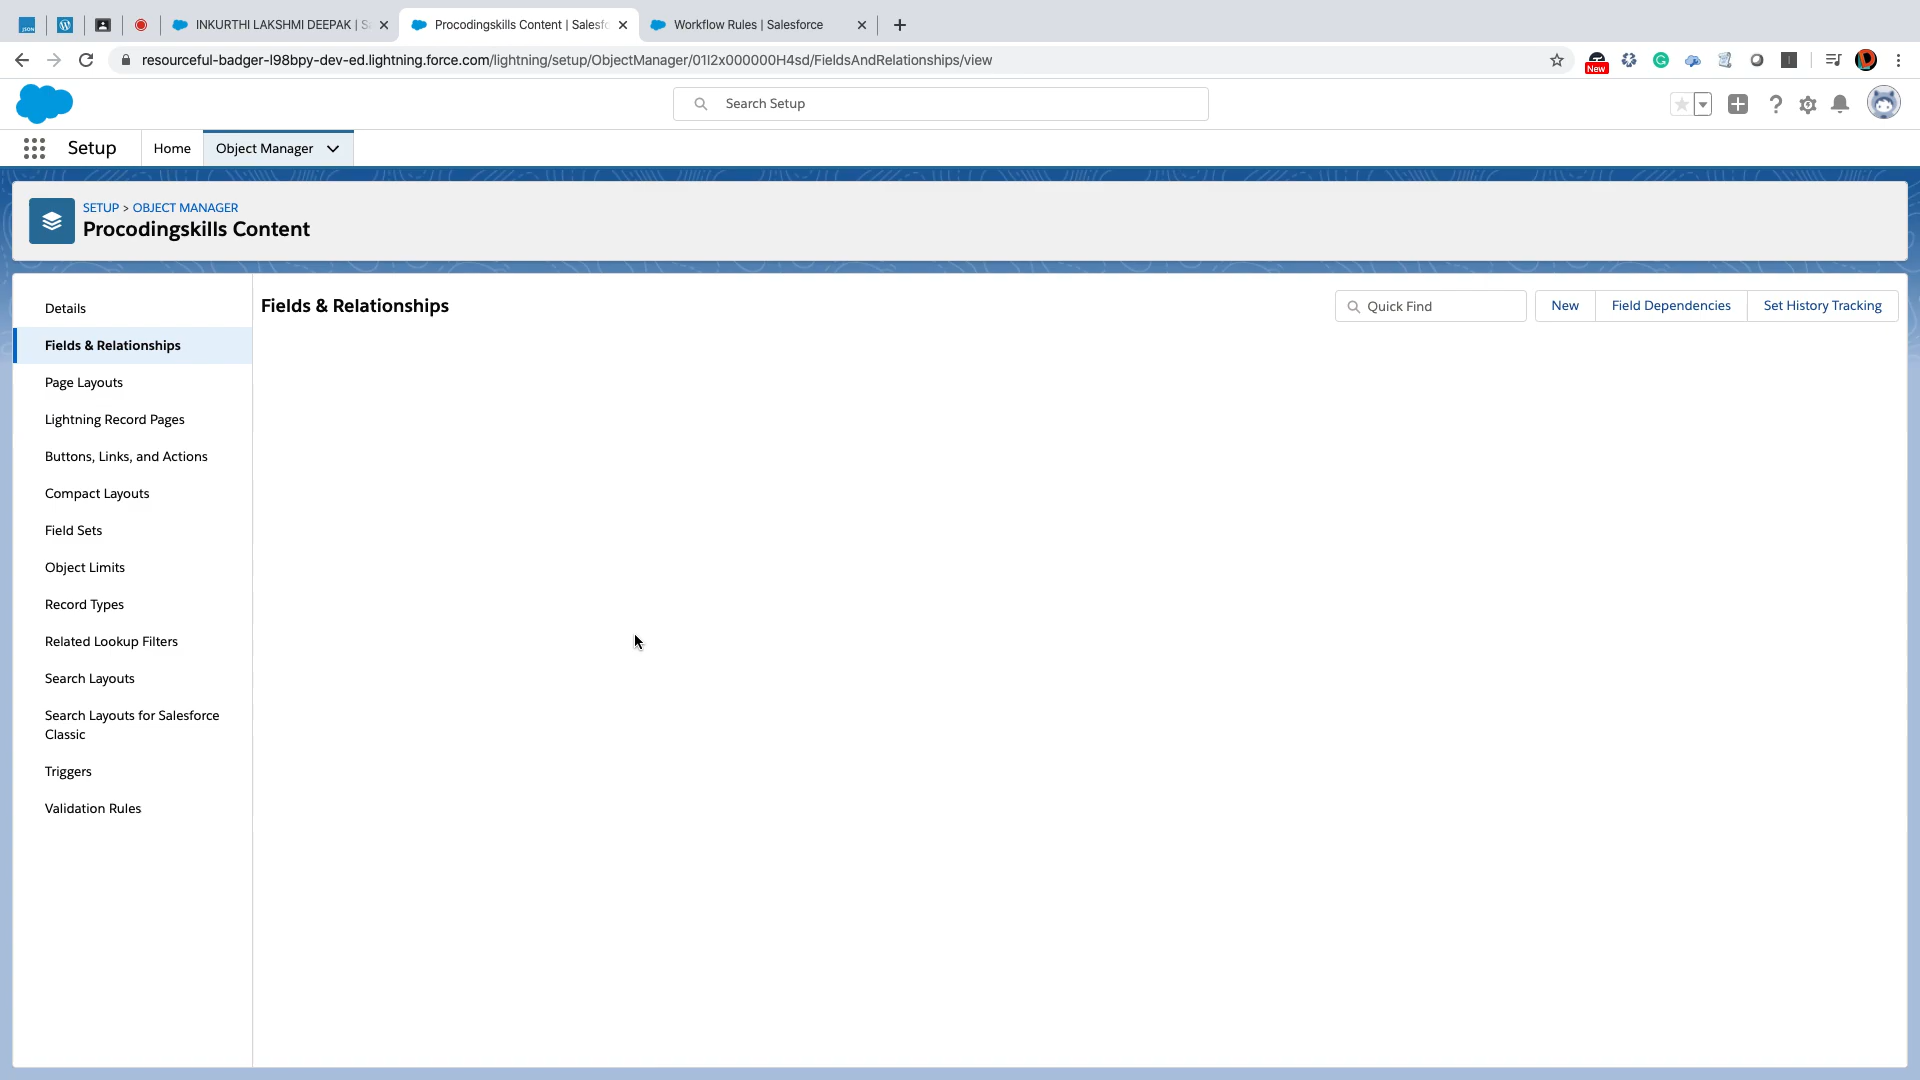 INKURTHI LAKSHMI DEEPAK | S
Procodingskills Content | Salesfo
Workflow Rules | Salesforce
resourceful-badger-l98bpy-dev-ed.lightning.force.com/lightning/setup/ObjectManager/01I2x000000H4sd/FieldsAndRelationships/view
New
Search Setup
Setup
Home
Object Manager
SETUP > OBJECT MANAGER
Procodingskills Content
Details
Fields & Relationships
Page Layouts
Lightning Record Pages
Buttons, Links, and Actions
Compact Layouts
Field Sets
Object Limits
Record Types
Related Lookup Filters
Search Layouts
Search Layouts for Salesforce
Classic
Triggers
Validation Rules
Fields & Relationships
Quick Find
New
Field Dependencies
Set History Tracking